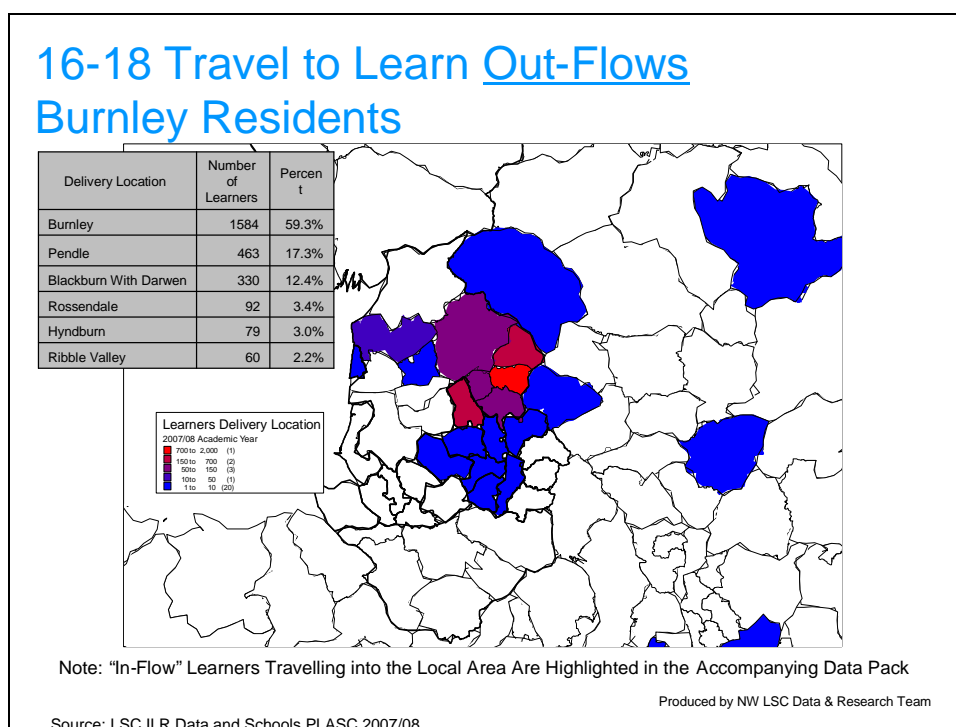 16-18 Travel to Learn Out-Flows
Burnley Residents
Delivery Location Number of Learners Percent
Burnley 1584 59.3%
Pendle 463 17.3%
Blackburn With Darwen 330 12.4%
Rossendale 92 3.4%
Hyndburn 79 3.0%
Ribble Valley 60 2.2%
Learners Delivery Location
2007/08 Academic Year
700 to 2,000 (1)
150 to 700 (2)
50 to 150 (3)
10 to 50 (1)
1 to 10 (20)
Note: “In-Flow” Learners Travelling into the Local Area Are Highlighted in the Accompanying Data Pack
Produced by NW LSC Data & Research Team
Source: LSC ILR Data and Schools PLASC 2007/08